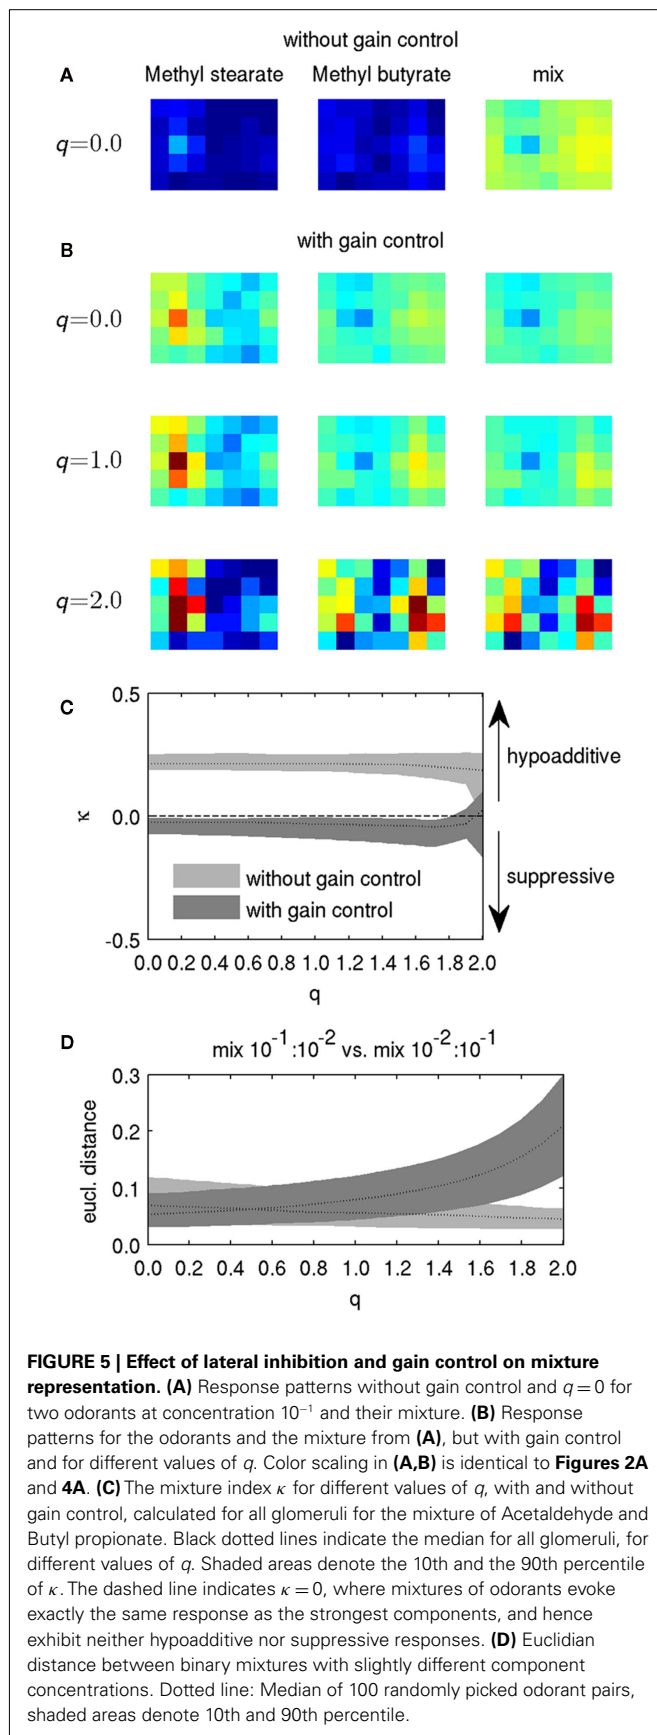 without gain control
A Methyl stearate Methyl butyrate mix
q=0.0
with gain control
B
q=0.0
q=1.0
q=2.0
C
0.5
hypoadditive
κ
0.0
without gain control
suppressive
with gain control
-0.5
0.0 0.2 0.4 0.6 0.8 1.0 1.2 1.4 1.6 1.8 2.0
q
D
mix 10⁻¹:10⁻² vs. mix 10⁻²:10⁻¹
0.3
0.2
eucl. distance
0.1
0.0
0.0 0.2 0.4 0.6 0.8 1.0 1.2 1.4 1.6 1.8 2.0
q
FIGURE 5 | Effect of lateral inhibition and gain control on mixture
representation. (A) Response patterns without gain control and q = 0 for
two odorants at concentration 10⁻¹ and their mixture. (B) Response
patterns for the odorants and the mixture from (A), but with gain control
and for different values of q. Color scaling in (A,B) is identical to Figures 2A
and 4A. (C) The mixture index κ for different values of q, with and without
gain control, calculated for all glomeruli for the mixture of Acetaldehyde and
Butyl propionate. Black dotted lines indicate the median for all glomeruli, for
different values of q. Shaded areas denote the 10th and the 90th percentile
of κ. The dashed line indicates κ = 0, where mixtures of odorants evoke
exactly the same response as the strongest components, and hence
exhibit neither hypoadditive nor suppressive responses. (D) Euclidian
distance between binary mixtures with slightly different component
concentrations. Dotted line: Median of 100 randomly picked odorant pairs,
shaded areas denote 10th and 90th percentile.